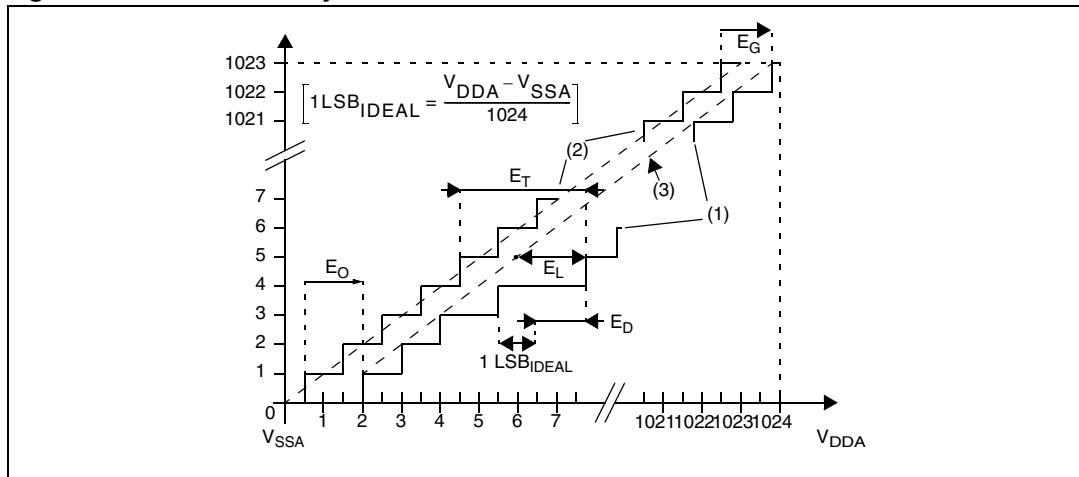 E_G
1023
1022
1021
[1LSB_IDEAL = (V_DDA – V_SSA) / 1024]
(2)
(3)
(1)
E_T
7
6
5
4
3
2
1
0
E_O
E_L
E_D
1 LSB_IDEAL
1 2 3 4 5 6 7 1021 1022 1023 1024
V_SSA
V_DDA